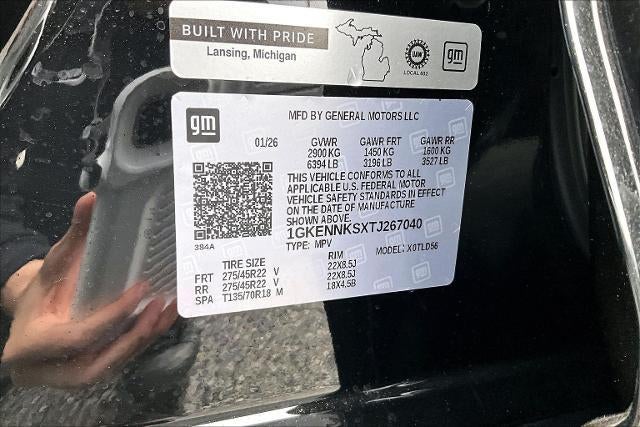 BUILT WITH PRIDE
Lansing, Michigan
UAW
LOCAL 602
gm
gm
MFD BY GENERAL MOTORS LLC
01/26 GVWR GAWR FRT GAWR RR
2900 KG 1450 KG 1600 KG
6394 LB 3196 LB 3527 LB
THIS VEHICLE CONFORMS TO ALL
APPLICABLE U.S. FEDERAL MOTOR
VEHICLE SAFETY STANDARDS IN EFFECT
ON THE DATE OF MANUFACTURE
SHOWN ABOVE.
1GKENNKSXTJ267040
384A
TYPE: MPV MODEL: X0TLD56
TIRE SIZE RIM
FRT 275/45R22 V 22X8.5J
RR 275/45R22 V 22X8.5J
SPA T135/70R18 M 18X4.5B